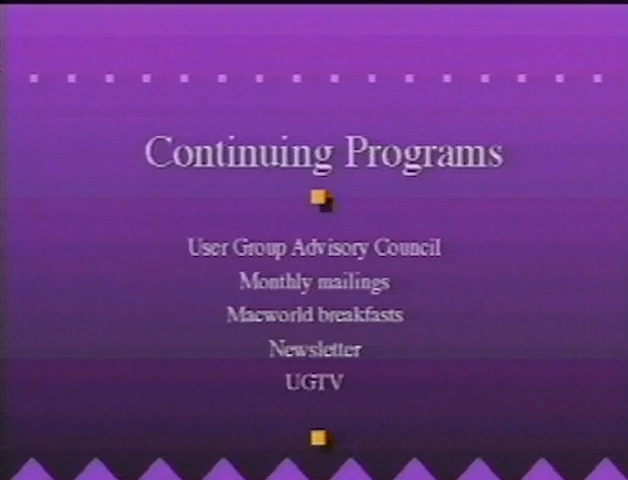 Continuing Programs
User Group Advisory Council
Monthly mailings
Macworld breakfasts
Newsletter
UGTV